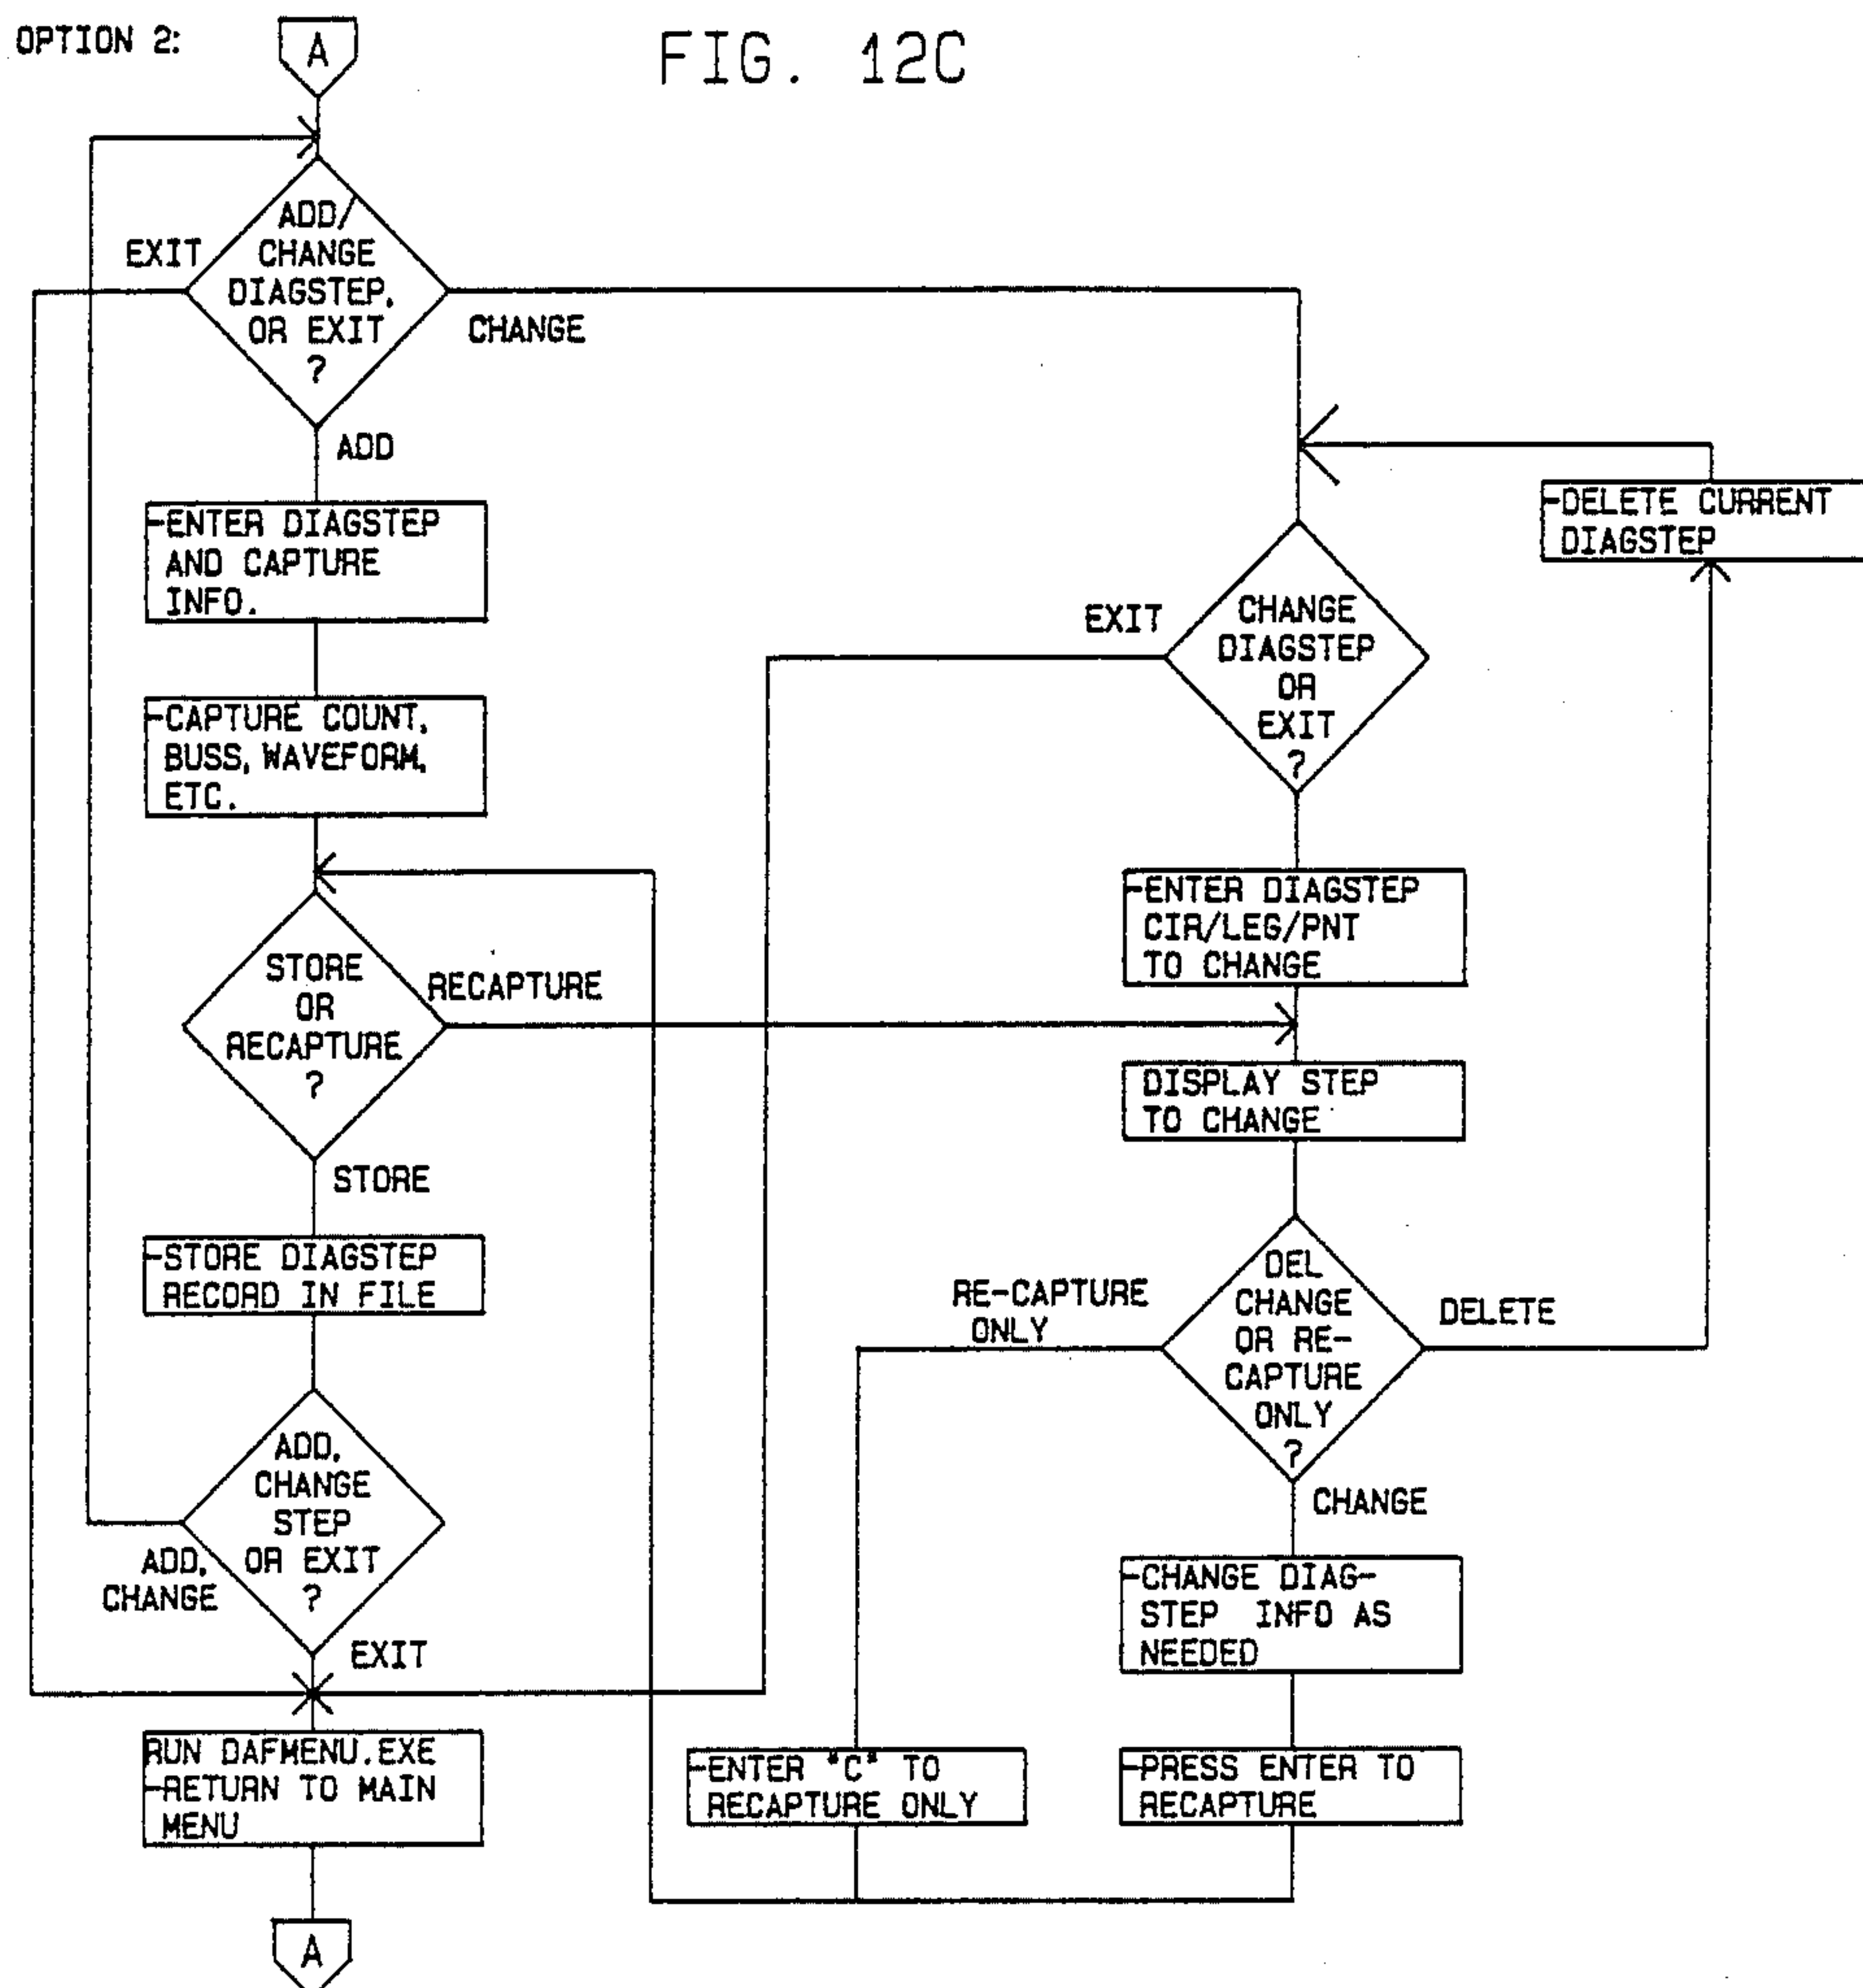 OPTION 2:
A
FIG. 12C
ADD/
CHANGE
DIAGSTEP,
OR EXIT
?
EXIT
CHANGE
ADD
-ENTER DIAGSTEP
AND CAPTURE
INFO.
-CAPTURE COUNT,
BUSS, WAVEFORM,
ETC.
STORE
OR
RECAPTURE
?
RECAPTURE
STORE
-STORE DIAGSTEP
RECORD IN FILE
ADD,
CHANGE
STEP
OR EXIT
?
ADD,
CHANGE
EXIT
RUN DAFMENU.EXE
-RETURN TO MAIN
MENU
A
-DELETE CURRENT
DIAGSTEP
EXIT
CHANGE
DIAGSTEP
OR
EXIT
?
-ENTER DIAGSTEP
CIR/LEG/PNT
TO CHANGE
DISPLAY STEP
TO CHANGE
DEL
CHANGE
OR RE-
CAPTURE
ONLY
?
RE-CAPTURE
ONLY
DELETE
CHANGE
-CHANGE DIAG-
STEP INFO AS
NEEDED
-ENTER "C" TO
RECAPTURE ONLY
-PRESS ENTER TO
RECAPTURE